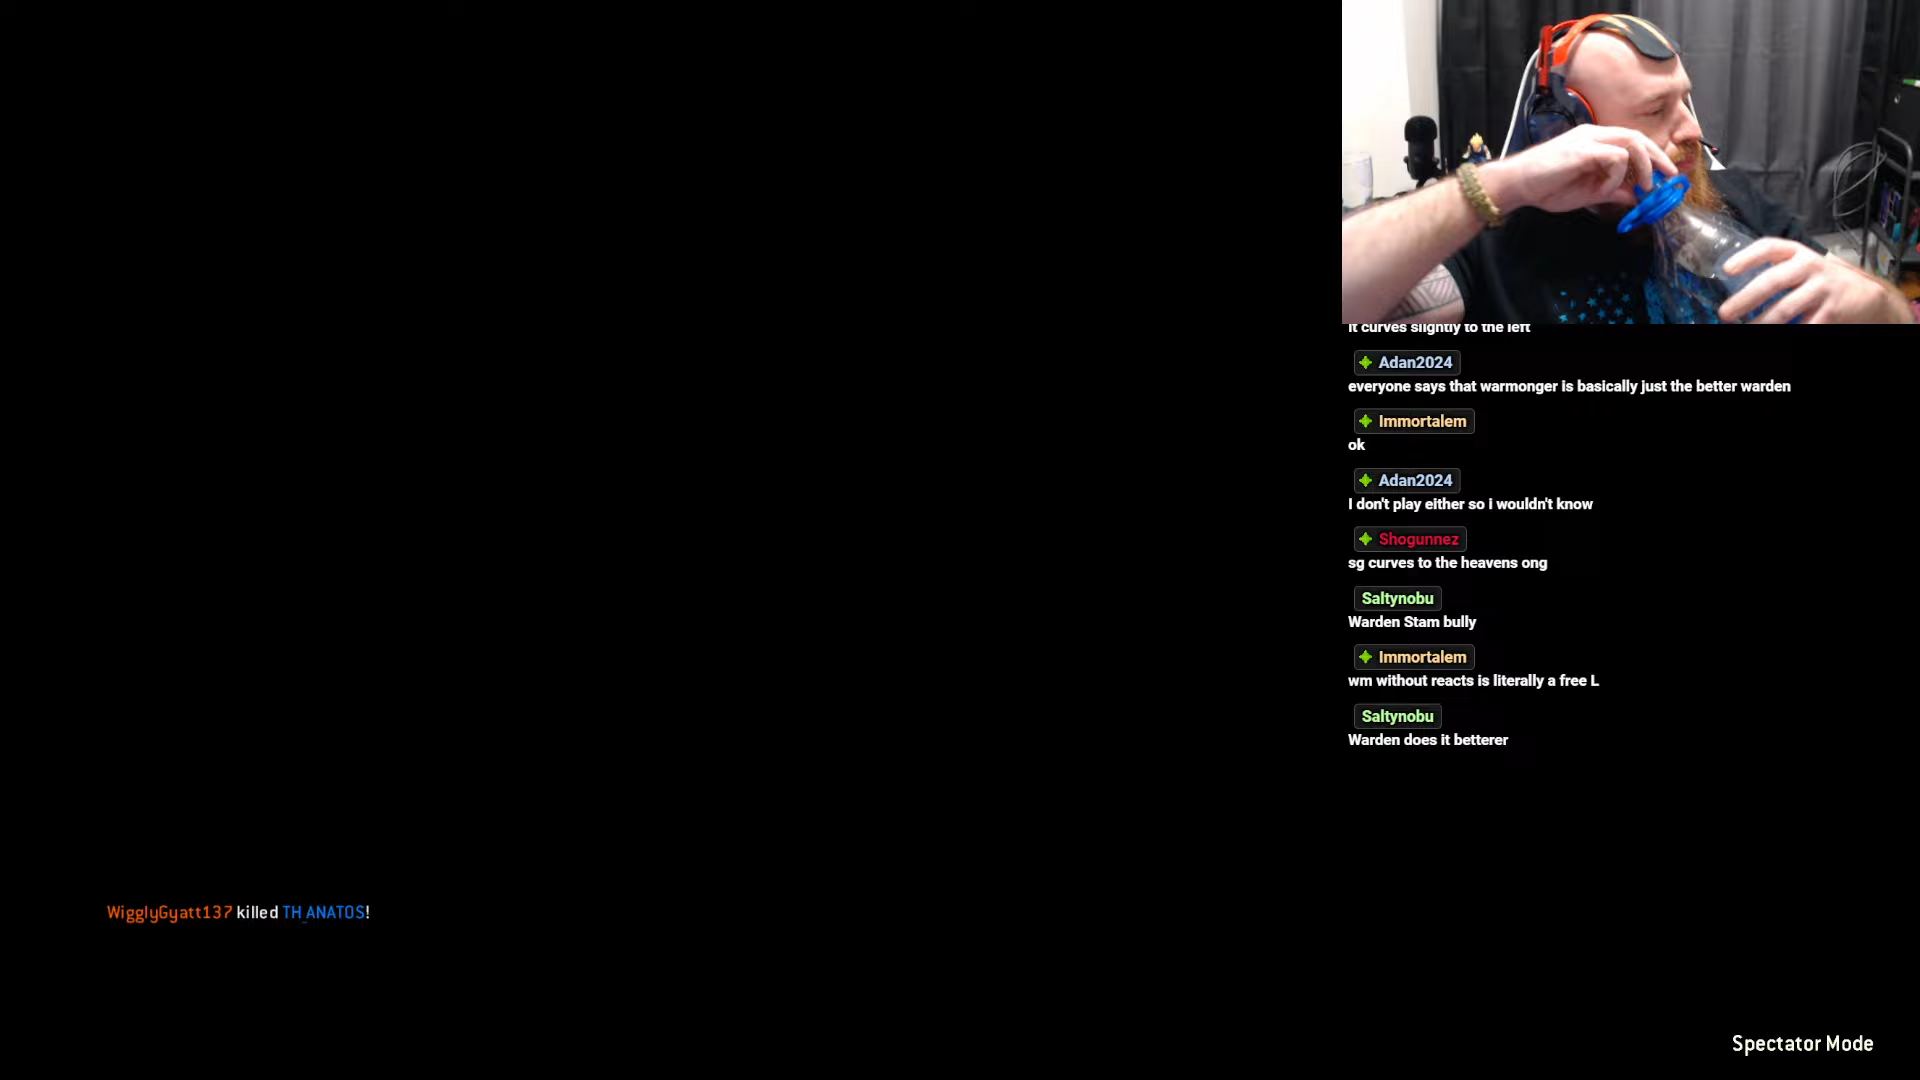 it curves slightly to the left
Adan2024
everyone says that warmonger is basically just the better warden
Immortalem
ok
Adan2024
I don't play either so i wouldn't know
Shogunnez
sg curves to the heavens ong
Saltynobu
Warden Stam bully
Immortalem
wm without reacts is literally a free L
Saltynobu
Warden does it betterer
WigglyGyatt137 killed TH_ANATOS!
Spectator Mode